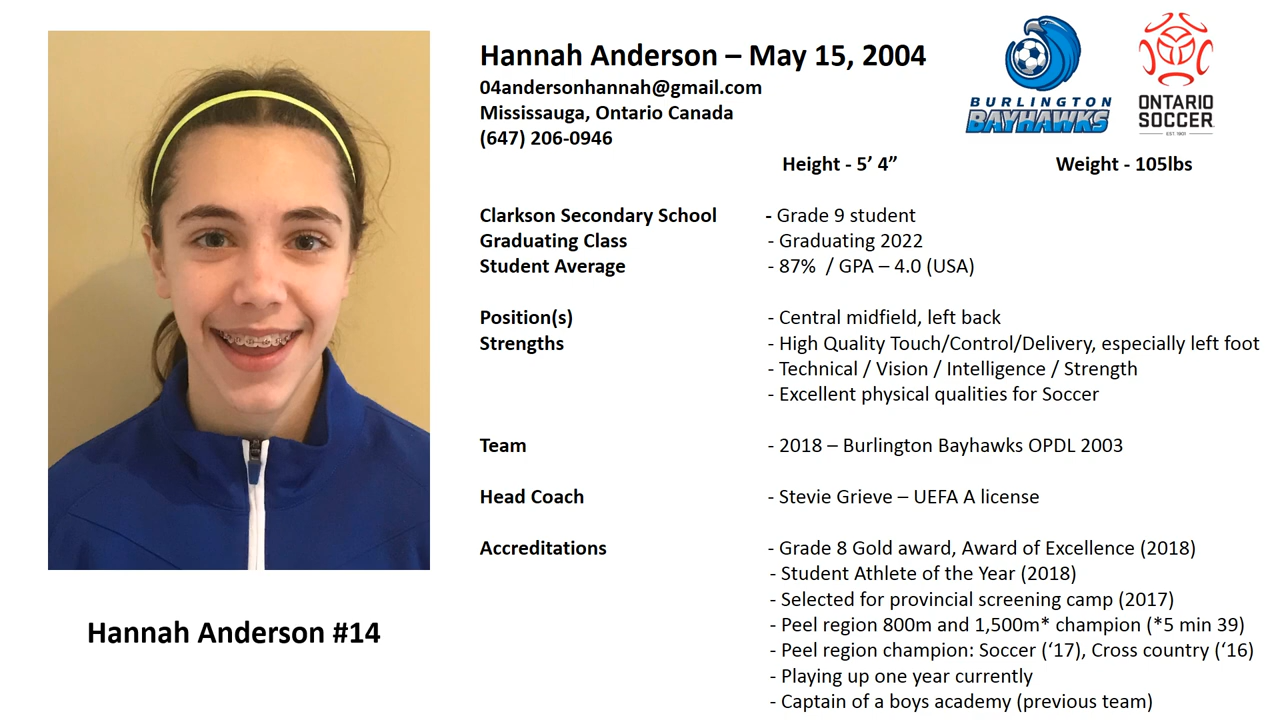 Hannah Anderson – May 15, 2004
04andersonhannah@gmail.com
Mississauga, Ontario Canada
(647) 206-0946
BURLINGTON
BAYHAWKS
ONTARIO
SOCCER
EST. 1901
Height - 5’ 4” Weight - 105lbs
Clarkson Secondary School - Grade 9 student
Graduating Class - Graduating 2022
Student Average - 87% / GPA – 4.0 (USA)
Position(s) - Central midfield, left back
Strengths - High Quality Touch/Control/Delivery, especially left foot
- Technical / Vision / Intelligence / Strength
- Excellent physical qualities for Soccer
Team - 2018 – Burlington Bayhawks OPDL 2003
Head Coach - Stevie Grieve – UEFA A license
Accreditations - Grade 8 Gold award, Award of Excellence (2018)
- Student Athlete of the Year (2018)
- Selected for provincial screening camp (2017)
- Peel region 800m and 1,500m* champion (*5 min 39)
- Peel region champion: Soccer (‘17), Cross country (‘16)
- Playing up one year currently
- Captain of a boys academy (previous team)
Hannah Anderson #14